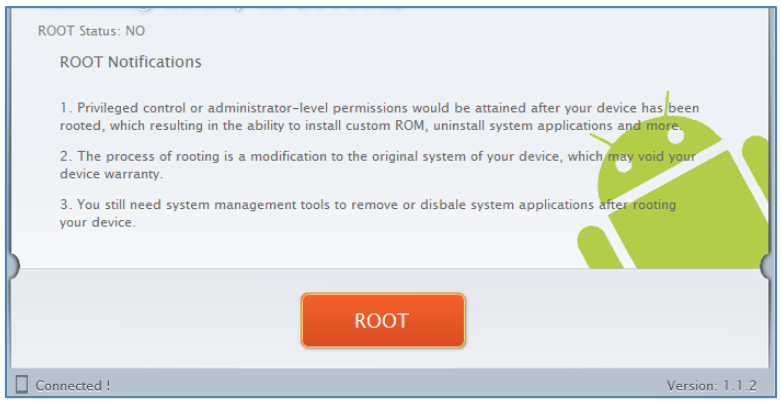 ROOT Status: NO
ROOT Notifications
1. Privileged control or administrator-level permissions would be attained after your device has been
rooted, which resulting in the ability to install custom ROM, uninstall system applications and more.
2. The process of rooting is a modification to the original system of your device, which may void your
device warranty.
3. You still need system management tools to remove or disbale system applications after rooting
your device.
ROOT
Connected !
Version: 1.1.2